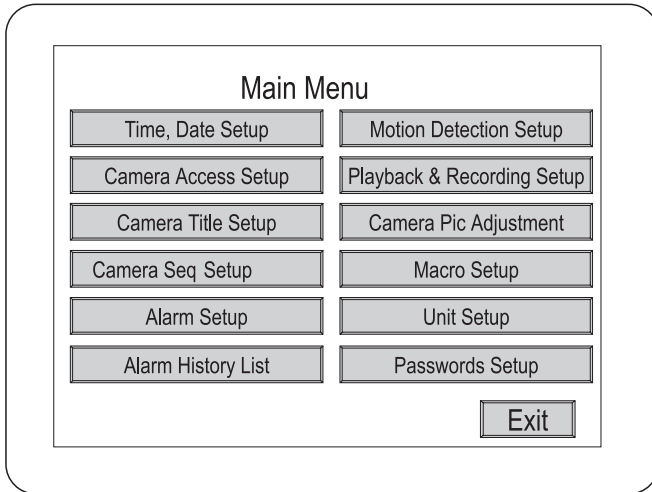 Main Menu
Time, Date Setup
Motion Detection Setup
Camera Access Setup
Playback & Recording Setup
Camera Title Setup
Camera Pic Adjustment
Camera Seq Setup
Macro Setup
Alarm Setup
Unit Setup
Alarm History List
Passwords Setup
Exit